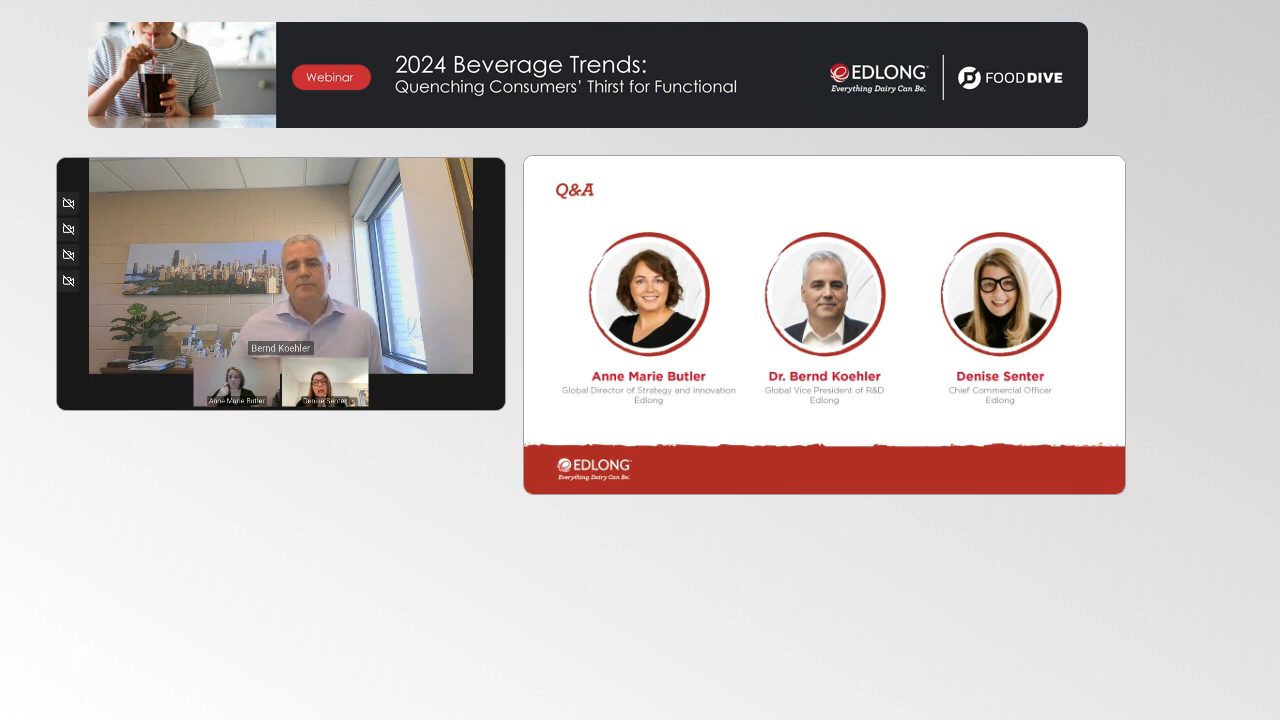 Webinar
2024 Beverage Trends:
Quenching Consumers' Thirst for Functional
EDLONG®
Everything Dairy Can Be.
FOODDIVE
Bernd Koehler
Anne Marie Butler
Denise Senter
Q&A
Anne Marie Butler
Global Director of Strategy and Innovation
Edlong
Dr. Bernd Koehler
Global Vice President of R&D
Edlong
Denise Senter
Chief Commercial Officer
Edlong
EDLONG®
Everything Dairy Can Be.